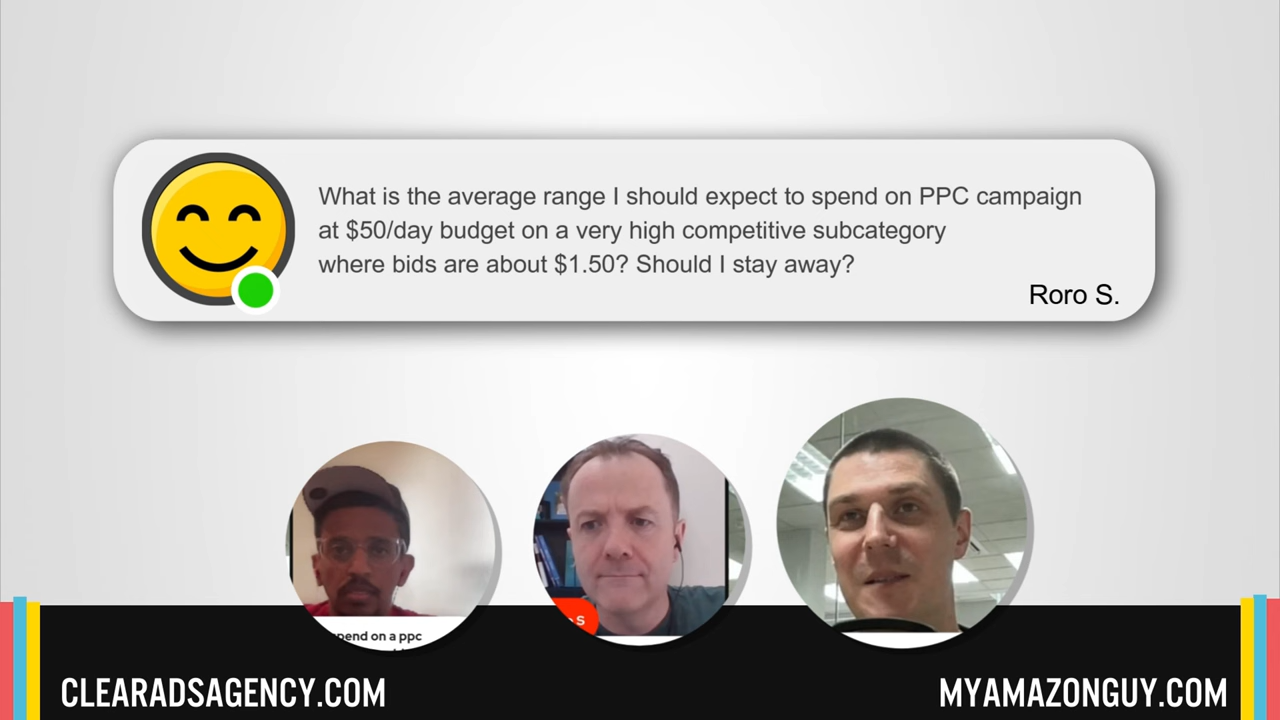 What is the average range I should expect to spend on PPC campaign
at $50/day budget on a very high competitive subcategory
where bids are about $1.50? Should I stay away?
Roro S.
S
pend on a ppc
CLEARADSAGENCY.COM
MYAMAZONGUY.COM